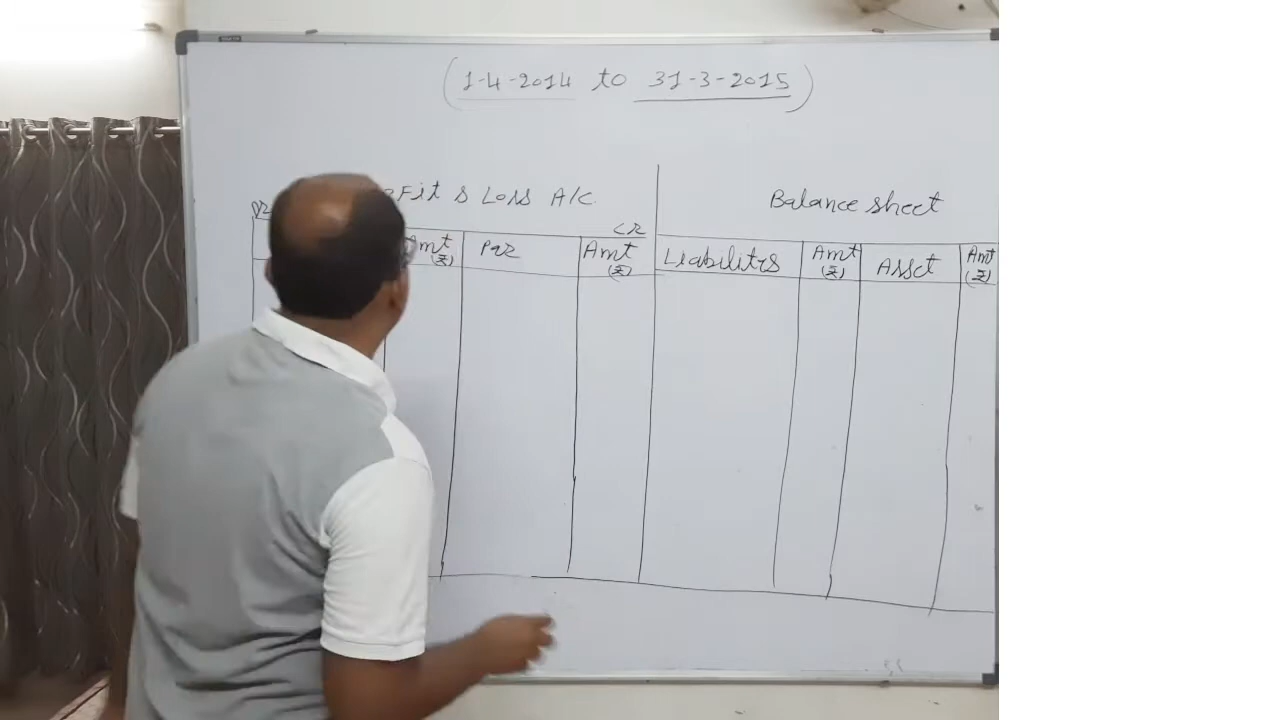 (1-4-2014 to 31-3-2015)
Fit & Loss A/C.
Balance sheet
Dr
Cr
Amt
(₹)
Par
Amt
(₹)
Liabilities
Amt
(₹)
Asset
Amt
(₹)